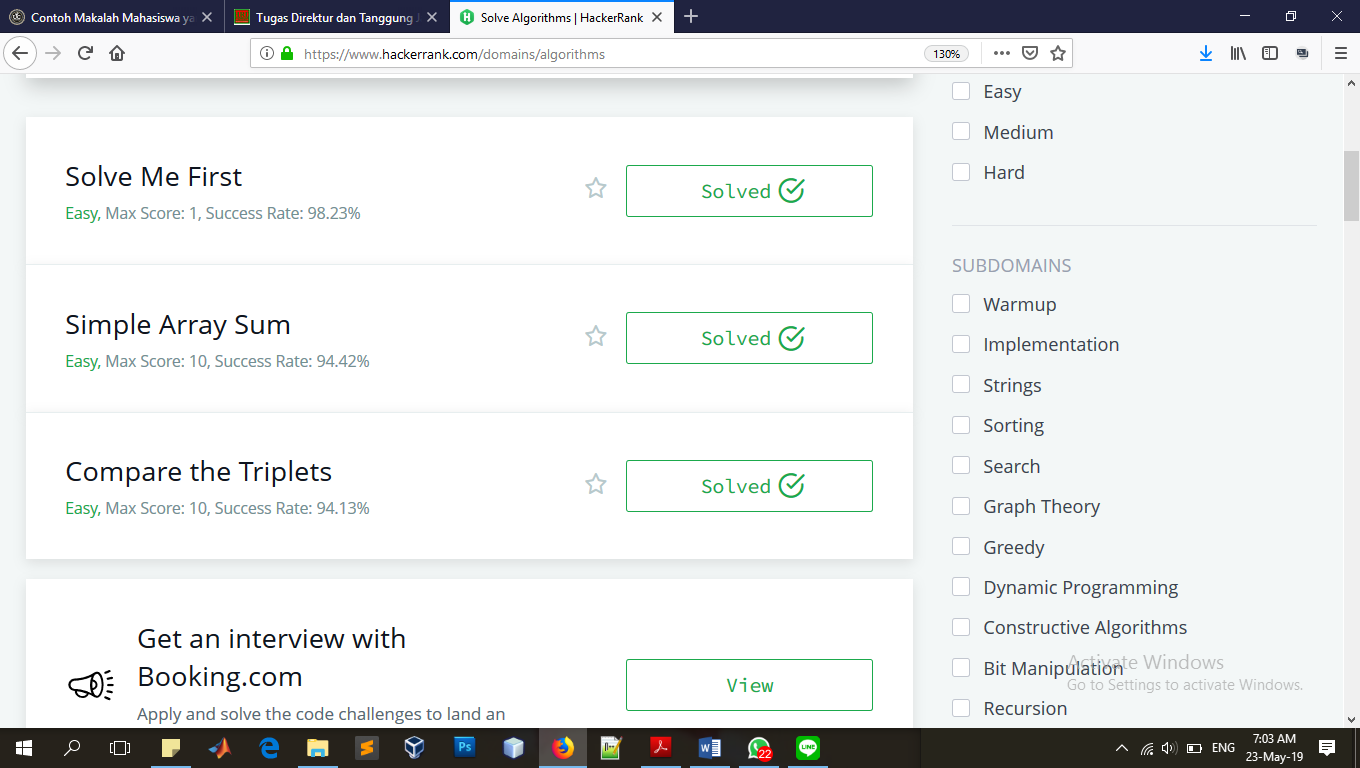 Contoh Makalah Mahasiswa ya
Tugas Direktur dan Tanggung J
Solve Algorithms | HackerRank
https://www.hackerrank.com/domains/algorithms
130%
Solve Me First
Easy, Max Score: 1, Success Rate: 98.23%
Solved
Simple Array Sum
Easy, Max Score: 10, Success Rate: 94.42%
Solved
Compare the Triplets
Easy, Max Score: 10, Success Rate: 94.13%
Solved
Get an interview with
Booking.com
Apply and solve the code challenges to land an
View
Easy
Medium
Hard
SUBDOMAINS
Warmup
Implementation
Strings
Sorting
Search
Graph Theory
Greedy
Dynamic Programming
Constructive Algorithms
Bit Manipulation
Recursion
Activate Windows
Go to Settings to activate Windows.
Ps
22
LINE
ENG
7:03 AM
23-May-19